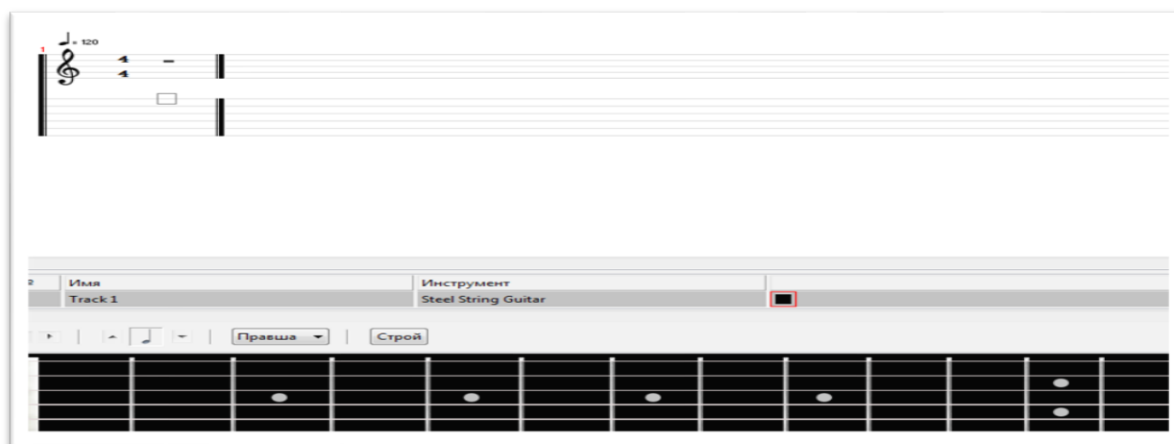 = 120
1
4
4
Имя Инструмент
Track 1 Steel String Guitar
Правша Строй